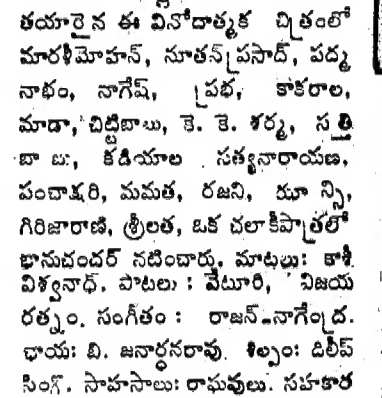 తయారైన ఈ వినోదాత్మక చిత్రంలో
మారళీమోహన్, నూతన్ ప్రసాద్, పద్మ
నాభం, నాగేష్, ప్రభ, కాకరాల,
మాడా, చిట్టిబాబు, కె. కె. శర్మ, సత్తి
బాబు, కడియాల సత్యనారాయణ,
పంచాక్షరి, మమత, రజని, ఝాన్సి,
గిరిజారాణి, శ్రీలత, ఒక చలాకీపాత్రలో
భానుచందర్ నటించార్కు. మాటలు: కాశీ
విశ్వనాధ్. పాటలు : వేటూరి, విజయ
రత్నం. సంగీతం : రాజన్-నాగేంద్ర.
ఛాయ: బి. జనార్ధనరావు. శిల్పం: దిలీప్
సింగ్. సాహసాలు: రాఘవులు. సహకార